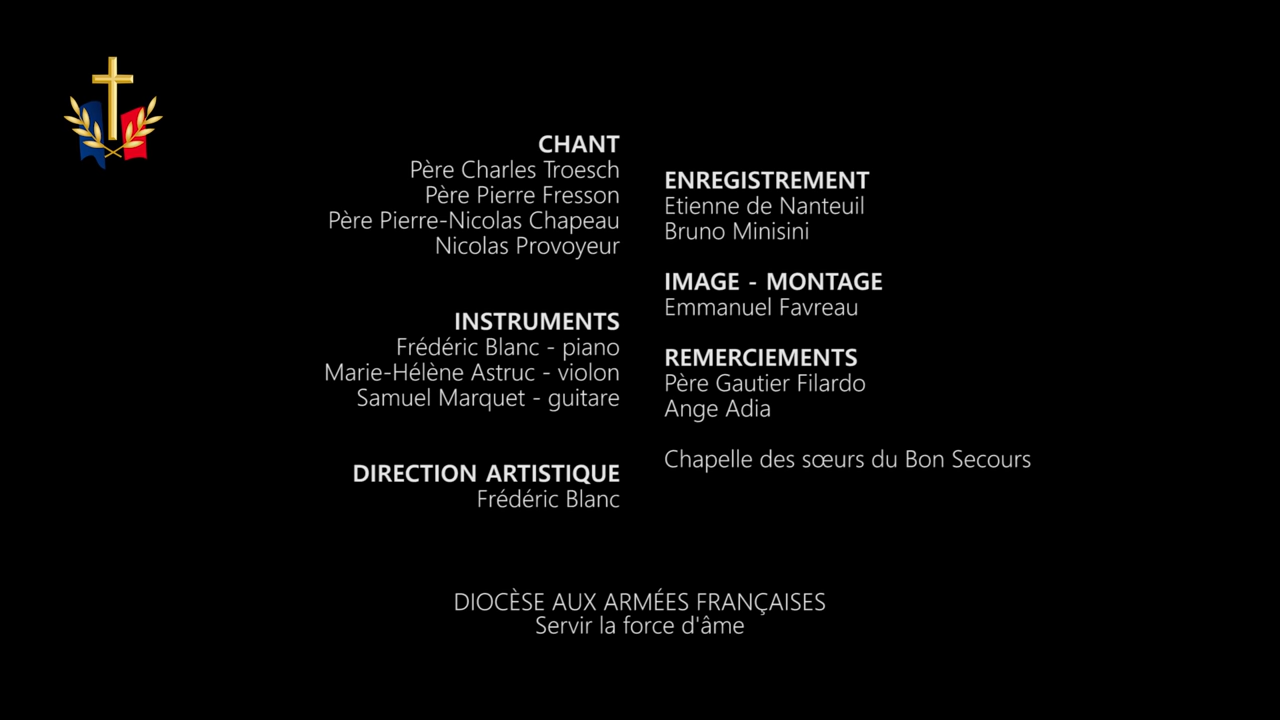 CHANT
Père Charles Troesch
Père Pierre Fresson
Père Pierre-Nicolas Chapeau
Nicolas Provoyeur
INSTRUMENTS
Frédéric Blanc - piano
Marie-Hélène Astruc - violon
Samuel Marquet - guitare
DIRECTION ARTISTIQUE
Frédéric Blanc
ENREGISTREMENT
Etienne de Nanteuil
Bruno Minisini
IMAGE - MONTAGE
Emmanuel Favreau
REMERCIEMENTS
Père Gautier Filardo
Ange Adia
Chapelle des sœurs du Bon Secours
DIOCÈSE AUX ARMÉES FRANÇAISES
Servir la force d'âme